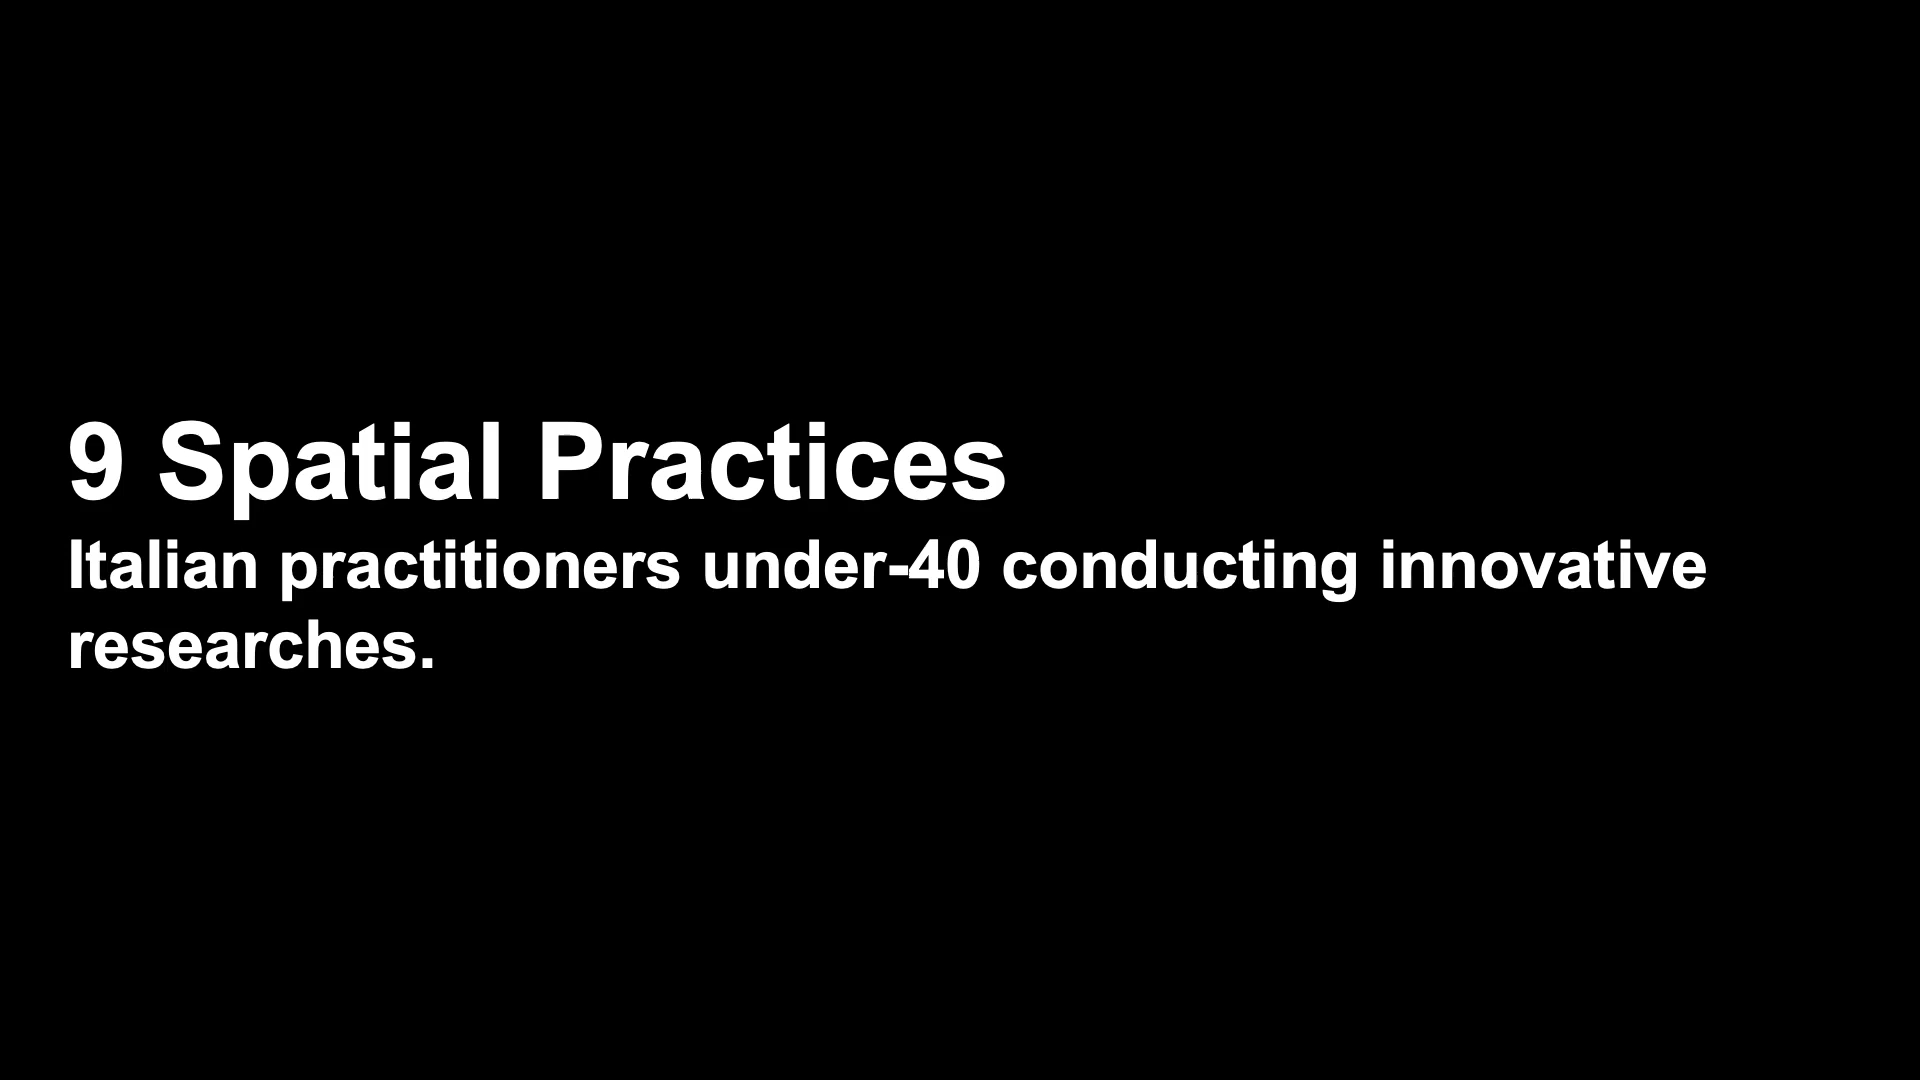 9 Spatial Practices
Italian practitioners under-40 conducting innovative
researches.